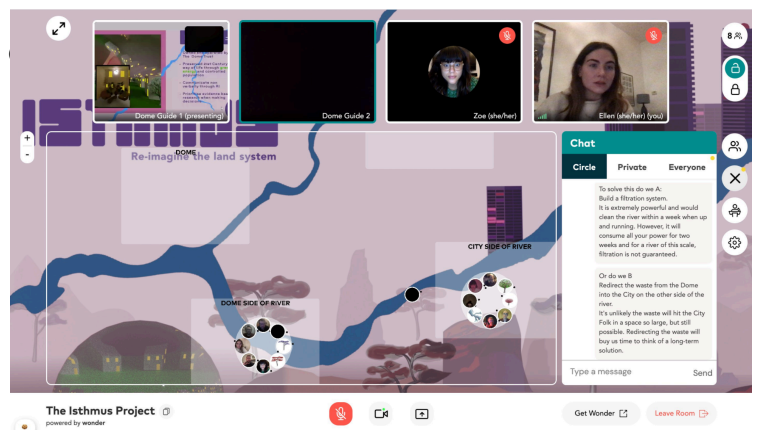 Dome Guide 1 (presenting)
Dome Guide 2
Zoe (she/her)
Ellen (she/her) (you)
8
Re-imagine the land system
DOME
+
-
CITY SIDE OF RIVER
DOME SIDE OF RIVER
Chat
Circle Private Everyone
To solve this do we A:
Build a filtration system.
It is extremely powerful and would
clean the river within a week when up
and running. However, it will
consume all your power for two
weeks and for a river of this scale,
filtration is not guaranteed.
Or do we B
Redirect the waste from the Dome
into the City on the other side of the
river.
It's unlikely the waste will hit the City
Folk in a space so large, but still
possible. Redirecting the waste will
buy us time to think of a long-term
solution.
Type a message Send
The Isthmus Project
powered by wonder
Get Wonder
Leave Room